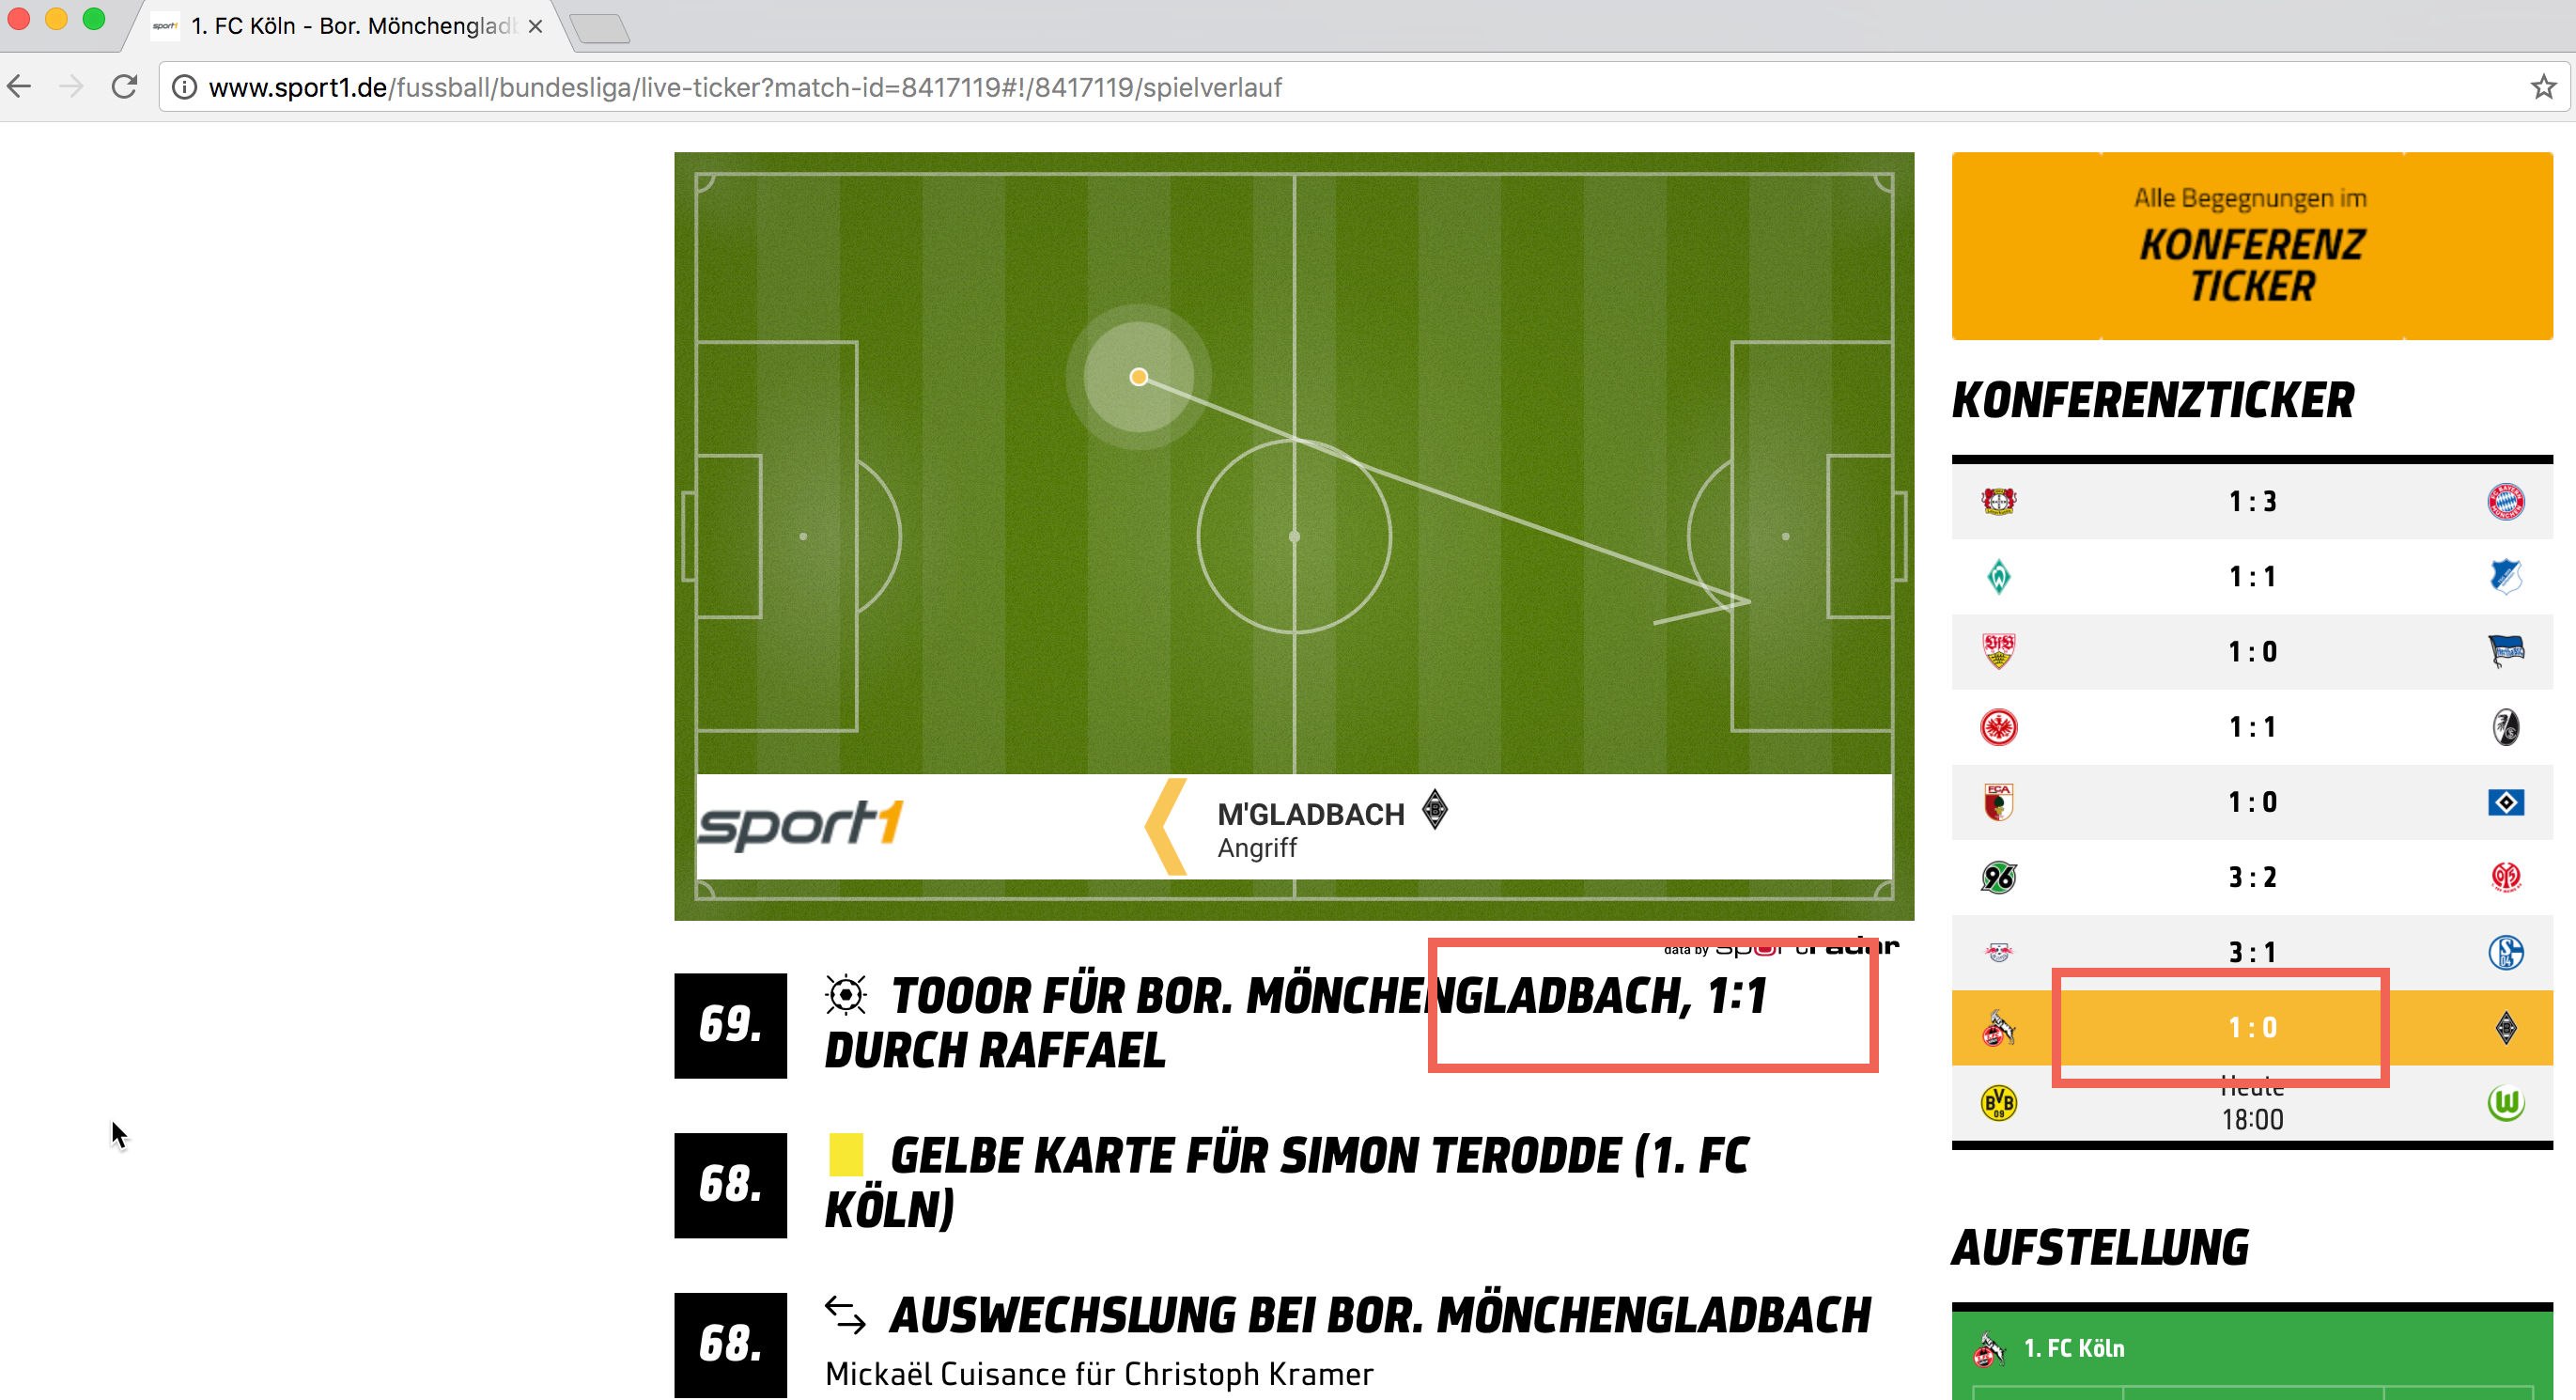 1. FC Köln - Bor. Mönchengladb
www.sport1.de/fussball/bundesliga/live-ticker?match-id=8417119#!/8417119/spielverlauf
sport1
M'GLADBACH
Angriff
data by sportradar
69.
TOOOR FÜR BOR. MÖNCHENGLADBACH, 1:1
DURCH RAFFAEL
68.
GELBE KARTE FÜR SIMON TERODDE (1. FC
KÖLN)
68.
AUSWECHSLUNG BEI BOR. MÖNCHENGLADBACH
Mickaël Cuisance für Christoph Kramer
Alle Begegnungen im
KONFERENZ
TICKER
KONFERENZTICKER
1 : 3
1 : 1
1 : 0
1 : 1
1 : 0
96 3 : 2
3 : 1
1 : 0
BVB 09 Heute
18:00
AUFSTELLUNG
1. FC Köln